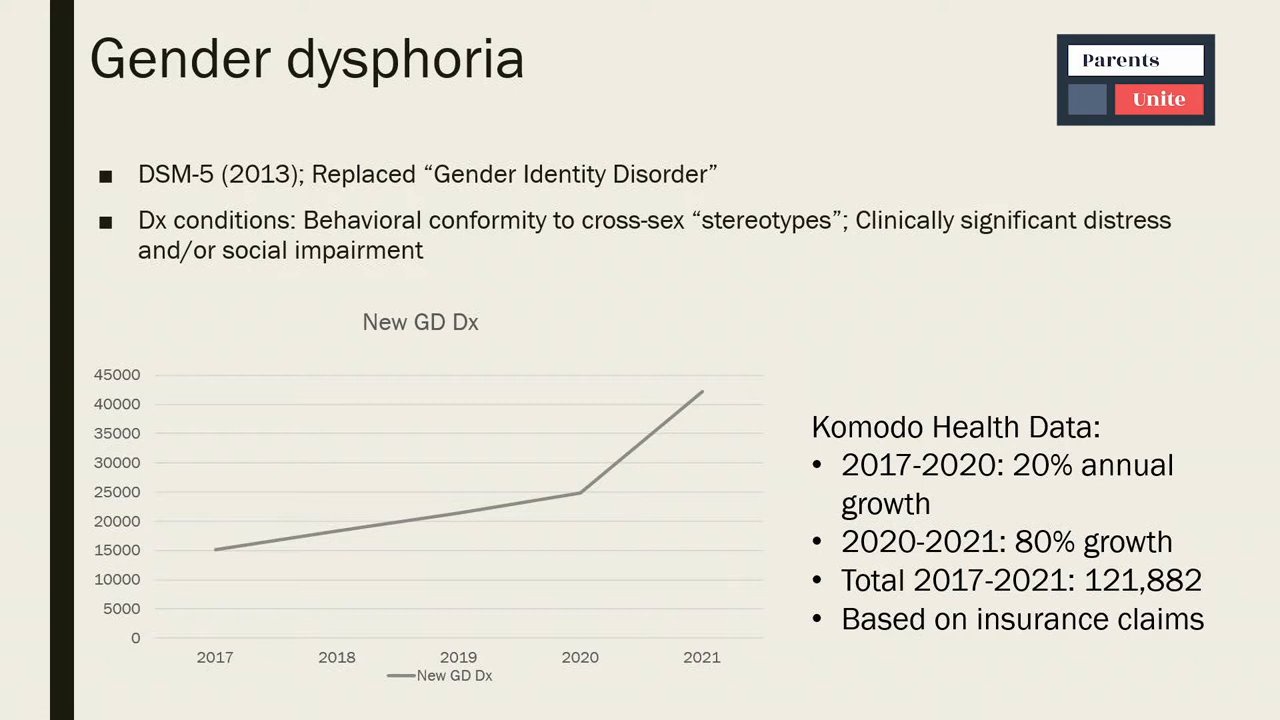 Gender dysphoria
Parents
Unite
■ DSM-5 (2013); Replaced “Gender Identity Disorder”
■ Dx conditions: Behavioral conformity to cross-sex “stereotypes”; Clinically significant distress
and/or social impairment
New GD Dx
45000
40000
35000
30000
25000
20000
15000
10000
5000
0
2017 2018 2019 2020 2021
New GD Dx
Komodo Health Data:
• 2017-2020: 20% annual
growth
• 2020-2021: 80% growth
• Total 2017-2021: 121,882
• Based on insurance claims